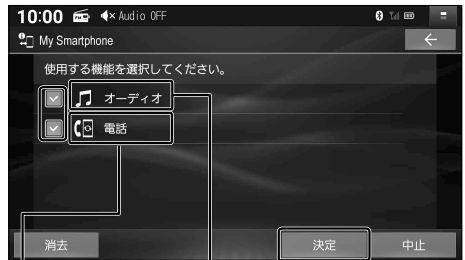 10:00 Audio OFF
My Smartphone
使用する機能を選択してください。
オーディオ
電話
消去 決定 中止